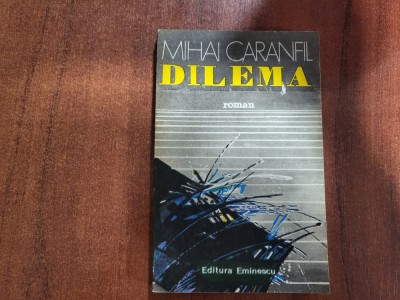 MIHAI CARANFIL
DILEMA
roman
Editura Eminescu